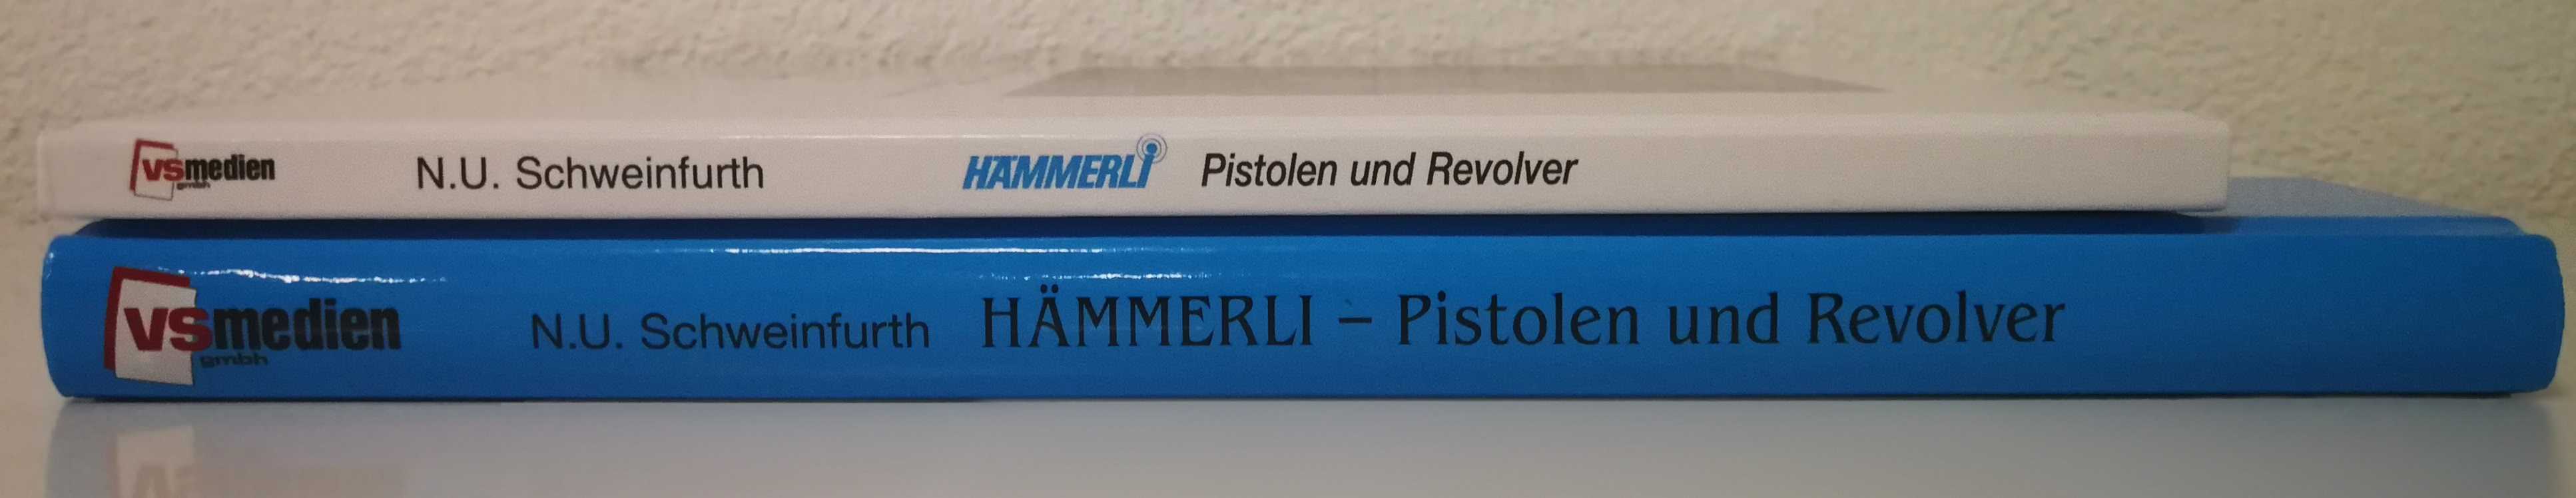 vsmedien gmbh N.U. Schweinfurth HÄMMERLI Pistolen und Revolver
vsmedien gmbh N.U. Schweinfurth HÄMMERLI – Pistolen und Revolver